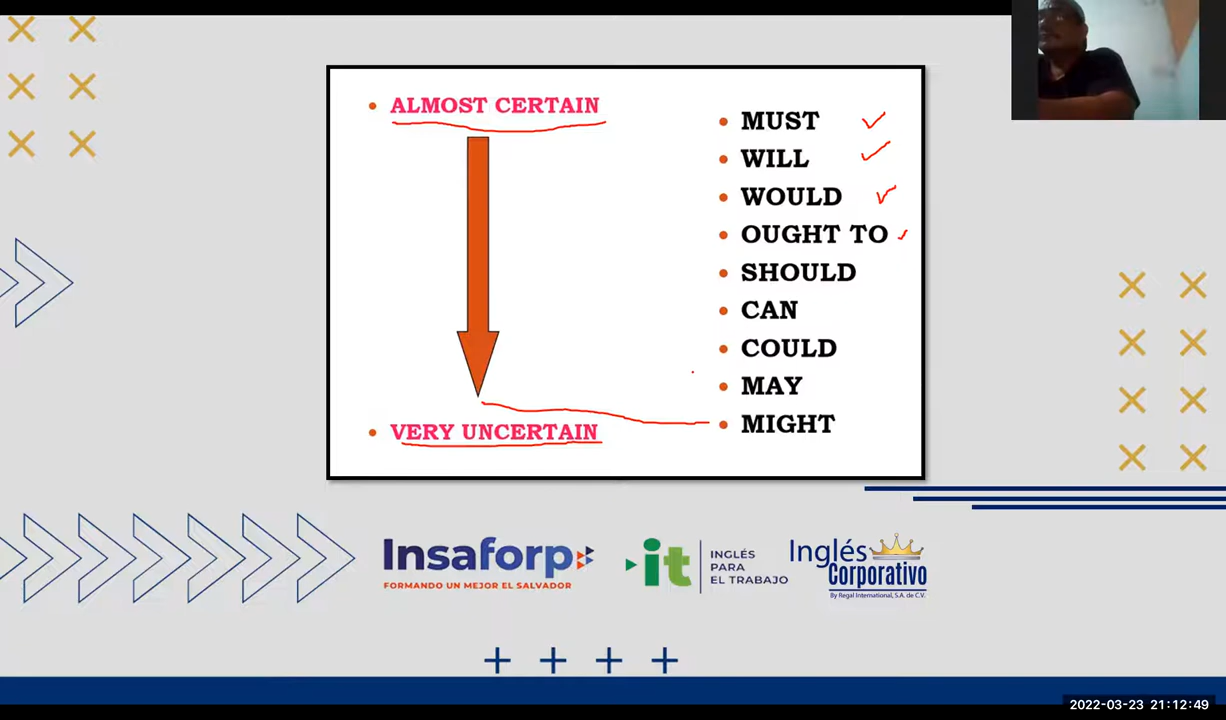 ALMOST CERTAIN
VERY UNCERTAIN
MUST
WILL
WOULD
OUGHT TO
SHOULD
CAN
COULD
MAY
MIGHT
Insaforp
FORMANDO UN MEJOR EL SALVADOR
it
INGLÉS
PARA
EL TRABAJO
Inglés
Corporativo
By Regal International, S.A. de C.V.
2022-03-23 21:12:49